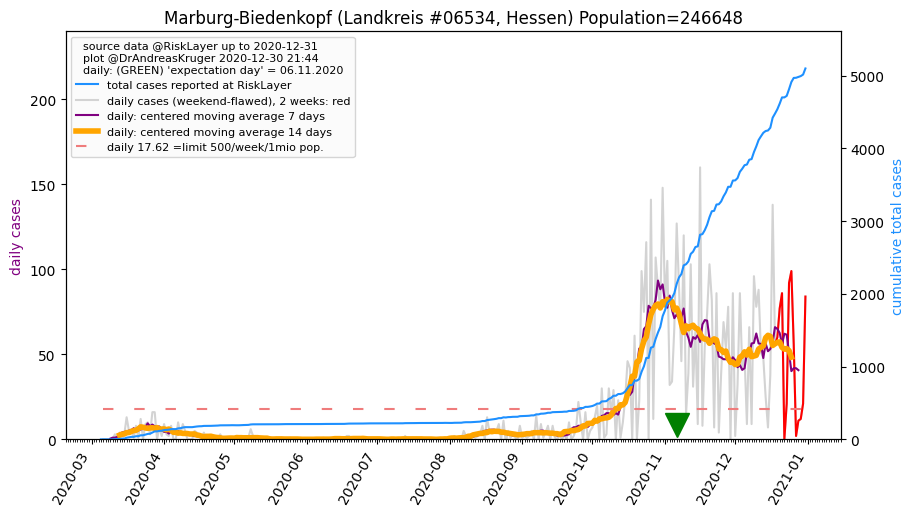 Marburg-Biedenkopf (Landkreis #06534, Hessen) Population=246648
source data @RiskLayer up to 2020-12-31
plot @DrAndreasKruger 2020-12-30 21:44
daily: (GREEN) 'expectation day' = 06.11.2020
total cases reported at RiskLayer
daily cases (weekend-flawed), 2 weeks: red
daily: centered moving average 7 days
daily: centered moving average 14 days
daily 17.62 =limit 500/week/1mio pop.
daily cases
200
150
100
50
0
cumulative total cases
5000
4000
3000
2000
1000
0
2020-03
2020-04
2020-05
2020-06
2020-07
2020-08
2020-09
2020-10
2020-11
2020-12
2021-01